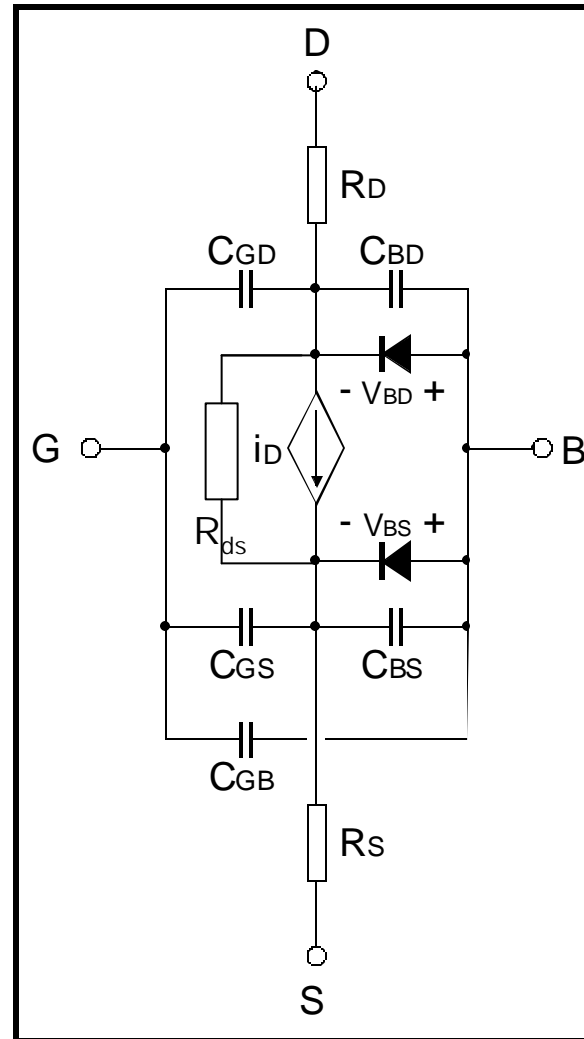 D
RD
CGD CBD
- VBD +
G iD B
Rds
- VBS +
CGS CBS
CGB
RS
S